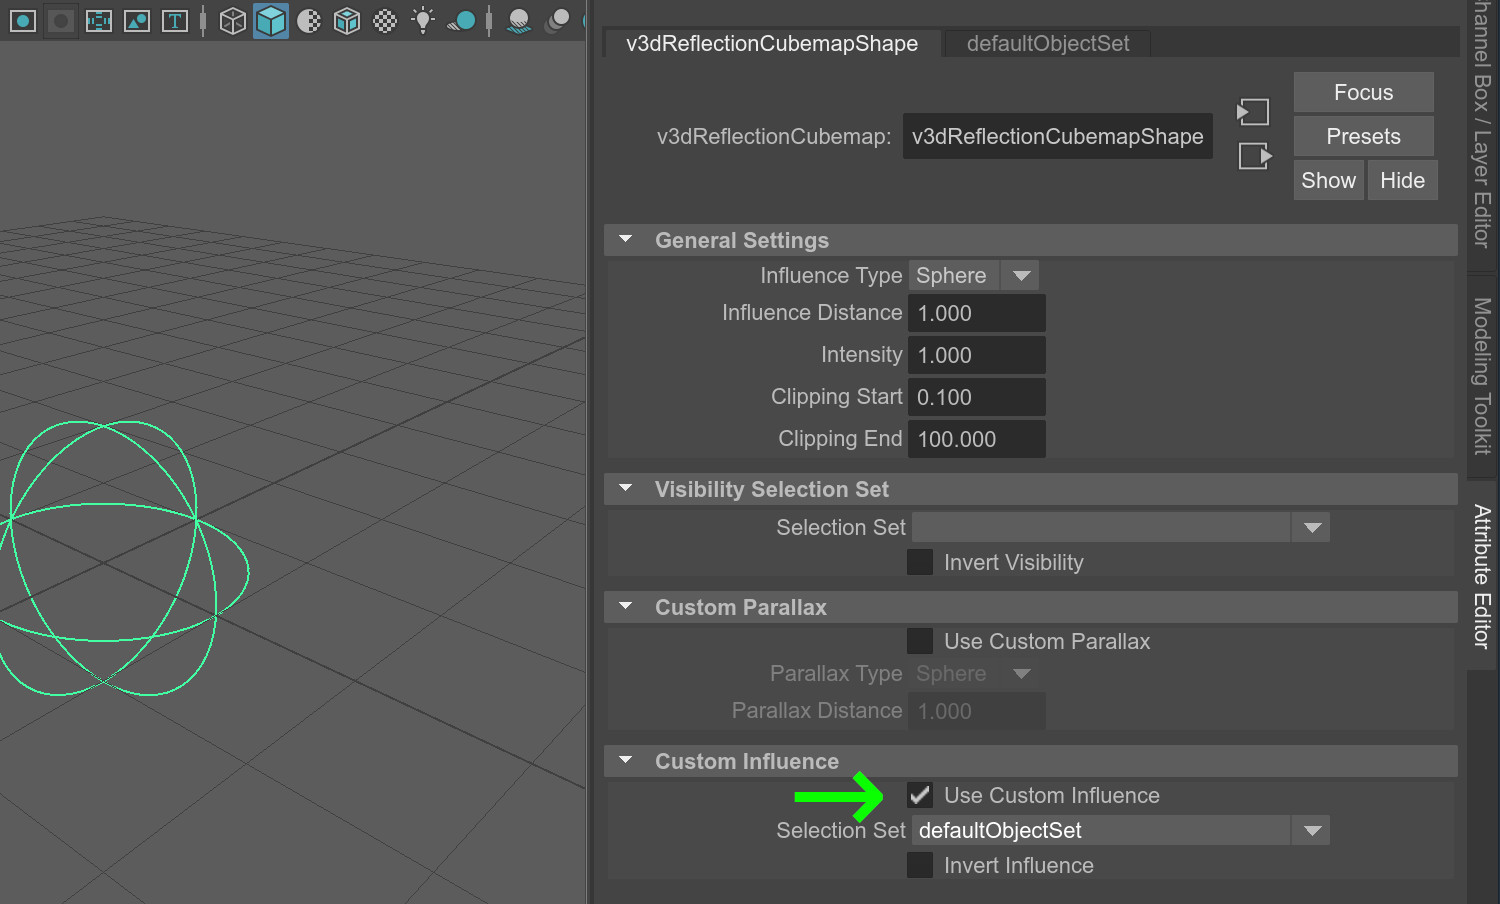 T
v3dReflectionCubemapShape
defaultObjectSet
v3dReflectionCubemap:
v3dReflectionCubemapShape
Focus
Presets
Show
Hide
General Settings
Influence Type Sphere
Influence Distance 1.000
Intensity 1.000
Clipping Start 0.100
Clipping End 100.000
Visibility Selection Set
Selection Set
Invert Visibility
Custom Parallax
Use Custom Parallax
Parallax Type Sphere
Parallax Distance 1.000
Custom Influence
Use Custom Influence
Selection Set defaultObjectSet
Invert Influence
hannel Box / Layer Editor
Modeling Toolkit
Attribute Editor